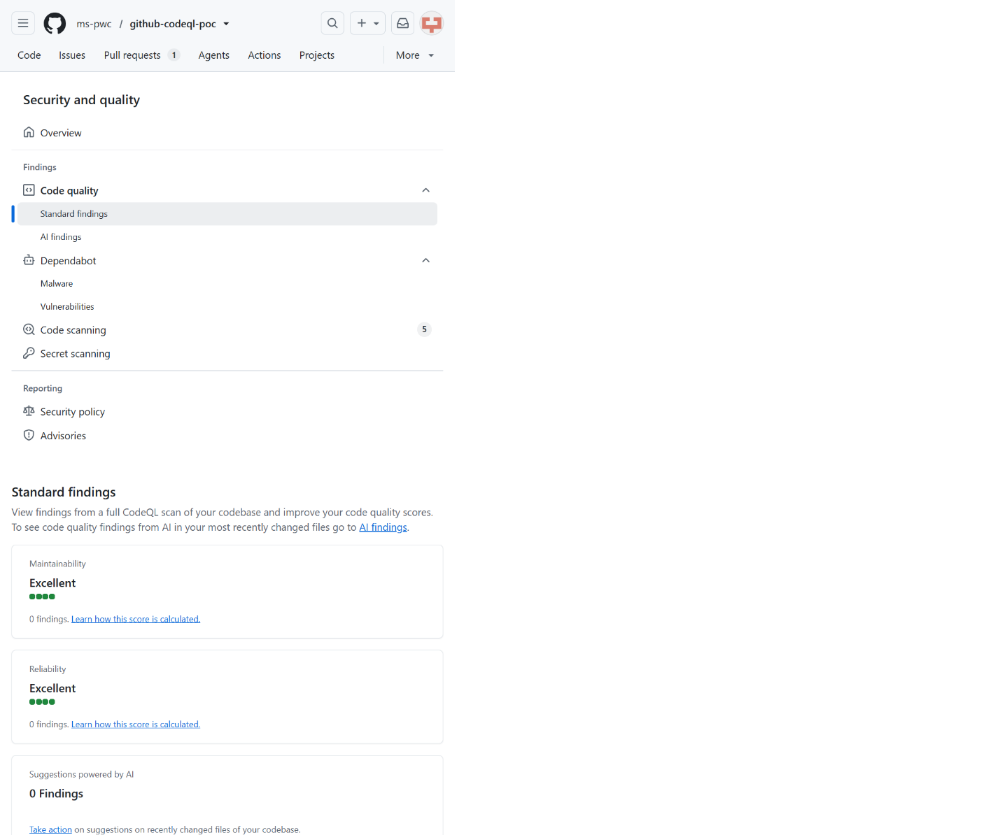 ms-pwc / github-codeql-poc
Code Issues Pull requests 1 Agents Actions Projects More
Security and quality
Overview
Findings
Code quality
Standard findings
AI findings
Dependabot
Malware
Vulnerabilities
Code scanning 5
Secret scanning
Reporting
Security policy
Advisories
Standard findings
View findings from a full CodeQL scan of your codebase and improve your code quality scores.
To see code quality findings from AI in your most recently changed files go to AI findings.
Maintainability
Excellent
0 findings. Learn how this score is calculated.
Reliability
Excellent
0 findings. Learn how this score is calculated.
Suggestions powered by AI
0 Findings
Take action on suggestions on recently changed files of your codebase.